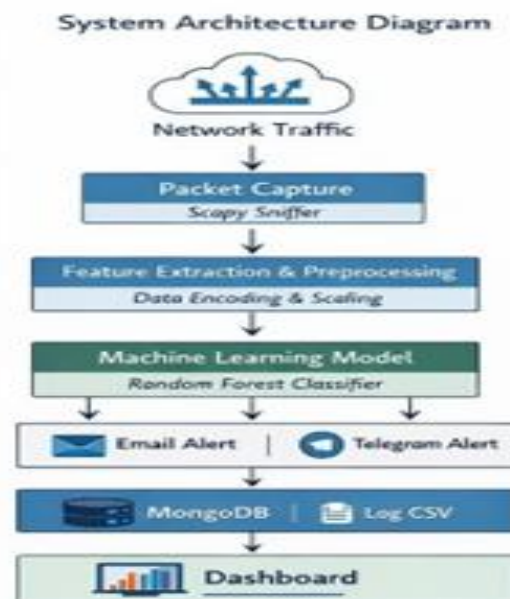 System Architecture Diagram
Network Traffic
Packet Capture
Scapy Sniffer
Feature Extraction & Preprocessing
Data Encoding & Scaling
Machine Learning Model
Random Forest Classifier
Email Alert | Telegram Alert
MongoDB | Log CSV
Dashboard